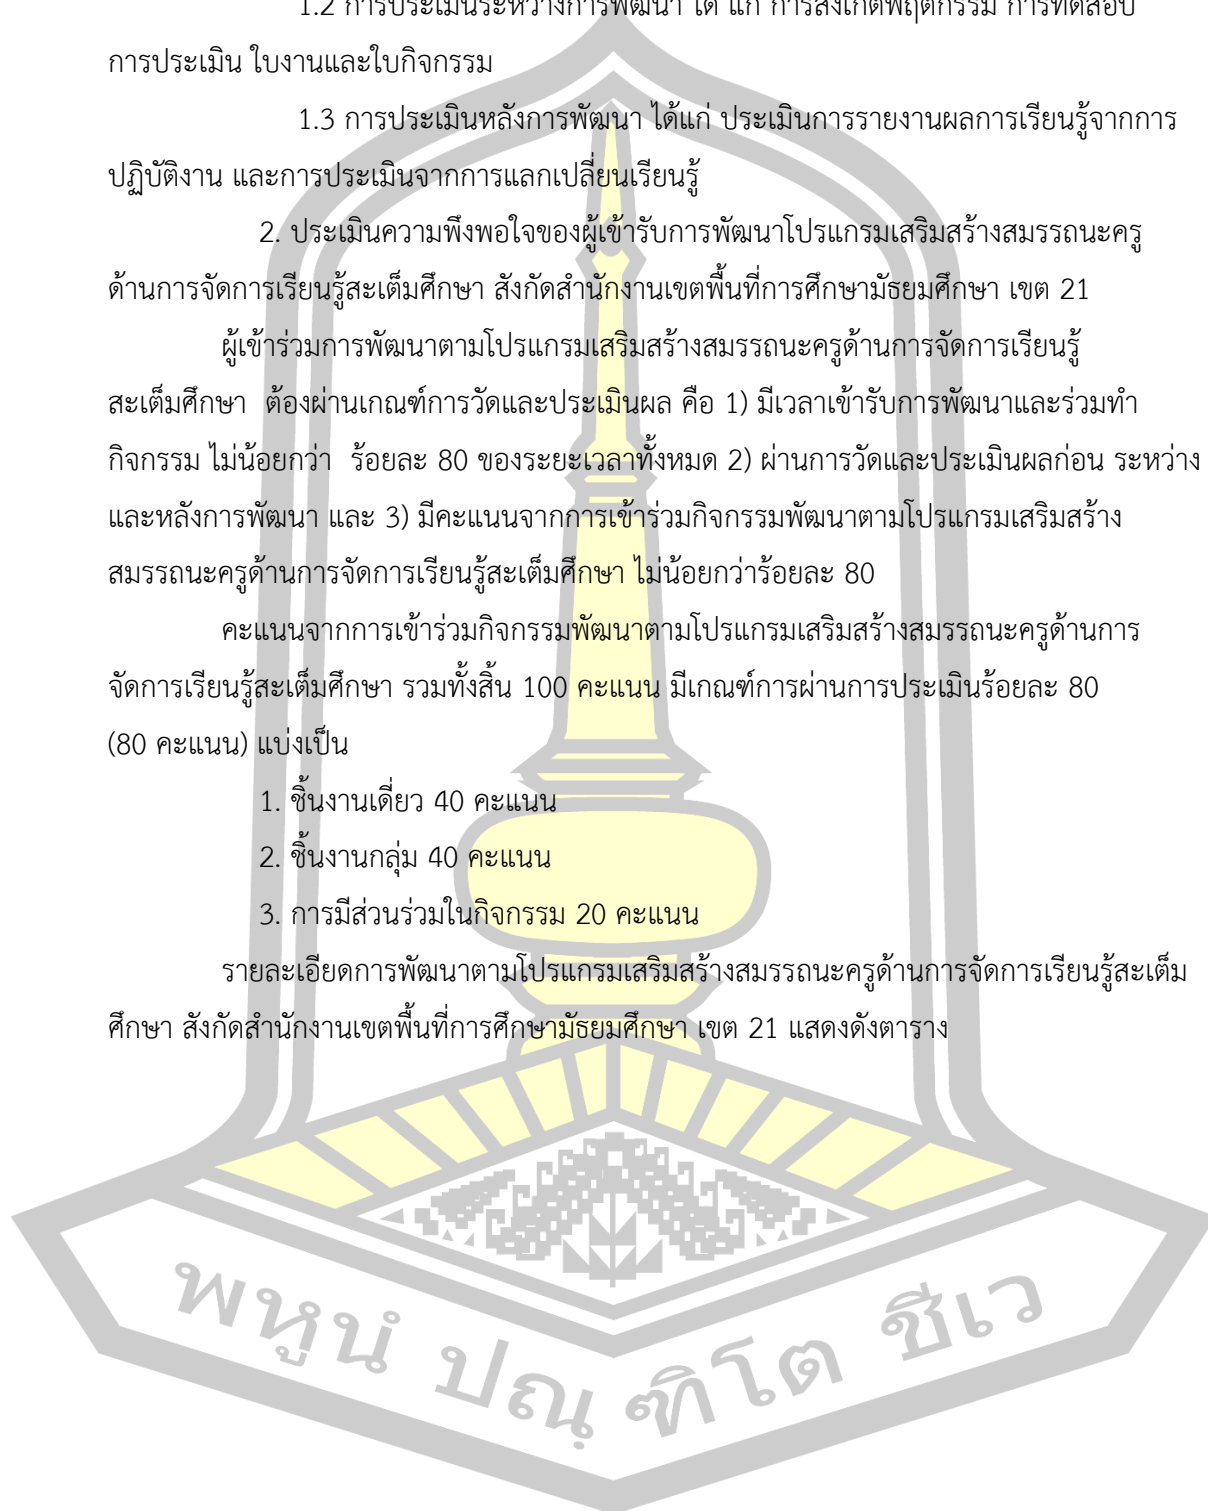 1.2 การประเมินระหว่างการพัฒนา ได้ แก่ การสังเกตพฤติกรรม การทดสอบ
การประเมิน ใบงานและใบกิจกรรม
1.3 การประเมินหลังการพัฒนา ได้แก่ ประเมินการรายงานผลการเรียนรู้จากการ
ปฏิบัติงาน และการประเมินจากการแลกเปลี่ยนเรียนรู้
2. ประเมินความพึงพอใจของผู้เข้ารับการพัฒนาโปรแกรมเสริมสร้างสมรรถนะครู
ด้านการจัดการเรียนรู้สะเต็มศึกษา สังกัดสำนักงานเขตพื้นที่การศึกษามัธยมศึกษา เขต 21
ผู้เข้าร่วมการพัฒนาตามโปรแกรมเสริมสร้างสมรรถนะครูด้านการจัดการเรียนรู้
สะเต็มศึกษา ต้องผ่านเกณฑ์การวัดและประเมินผล คือ 1) มีเวลาเข้ารับการพัฒนาและร่วมทำ
กิจกรรม ไม่น้อยกว่า ร้อยละ 80 ของระยะเวลาทั้งหมด 2) ผ่านการวัดและประเมินผลก่อน ระหว่าง
และหลังการพัฒนา และ 3) มีคะแนนจากการเข้าร่วมกิจกรรมพัฒนาตามโปรแกรมเสริมสร้าง
สมรรถนะครูด้านการจัดการเรียนรู้สะเต็มศึกษา ไม่น้อยกว่าร้อยละ 80
คะแนนจากการเข้าร่วมกิจกรรมพัฒนาตามโปรแกรมเสริมสร้างสมรรถนะครูด้านการ
จัดการเรียนรู้สะเต็มศึกษา รวมทั้งสิ้น 100 คะแนน มีเกณฑ์การผ่านการประเมินร้อยละ 80
(80 คะแนน) แบ่งเป็น
1. ชิ้นงานเดี่ยว 40 คะแนน
2. ชิ้นงานกลุ่ม 40 คะแนน
3. การมีส่วนร่วมในกิจกรรม 20 คะแนน
รายละเอียดการพัฒนาตามโปรแกรมเสริมสร้างสมรรถนะครูด้านการจัดการเรียนรู้สะเต็ม
ศึกษา สังกัดสำนักงานเขตพื้นที่การศึกษามัธยมศึกษา เขต 21 แสดงดังตาราง
พหูนํ ปณฺ ฑิโต ชีเว